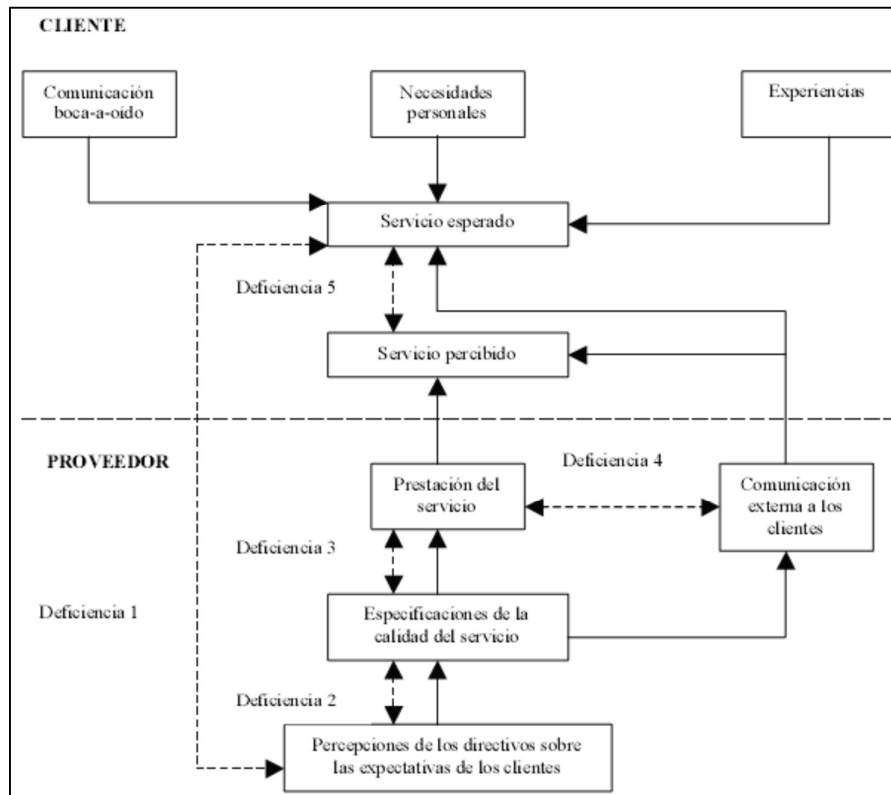 CLIENTE
Comunicación
boca-a-oído
Necesidades
personales
Experiencias
Servicio esperado
Deficiencia 5
Servicio percibido
PROVEEDOR
Deficiencia 4
Prestación del
servicio
Comunicación
externa a los
clientes
Deficiencia 3
Deficiencia 1
Especificaciones de la
calidad del servicio
Deficiencia 2
Percepciones de los directivos sobre
las expectativas de los clientes